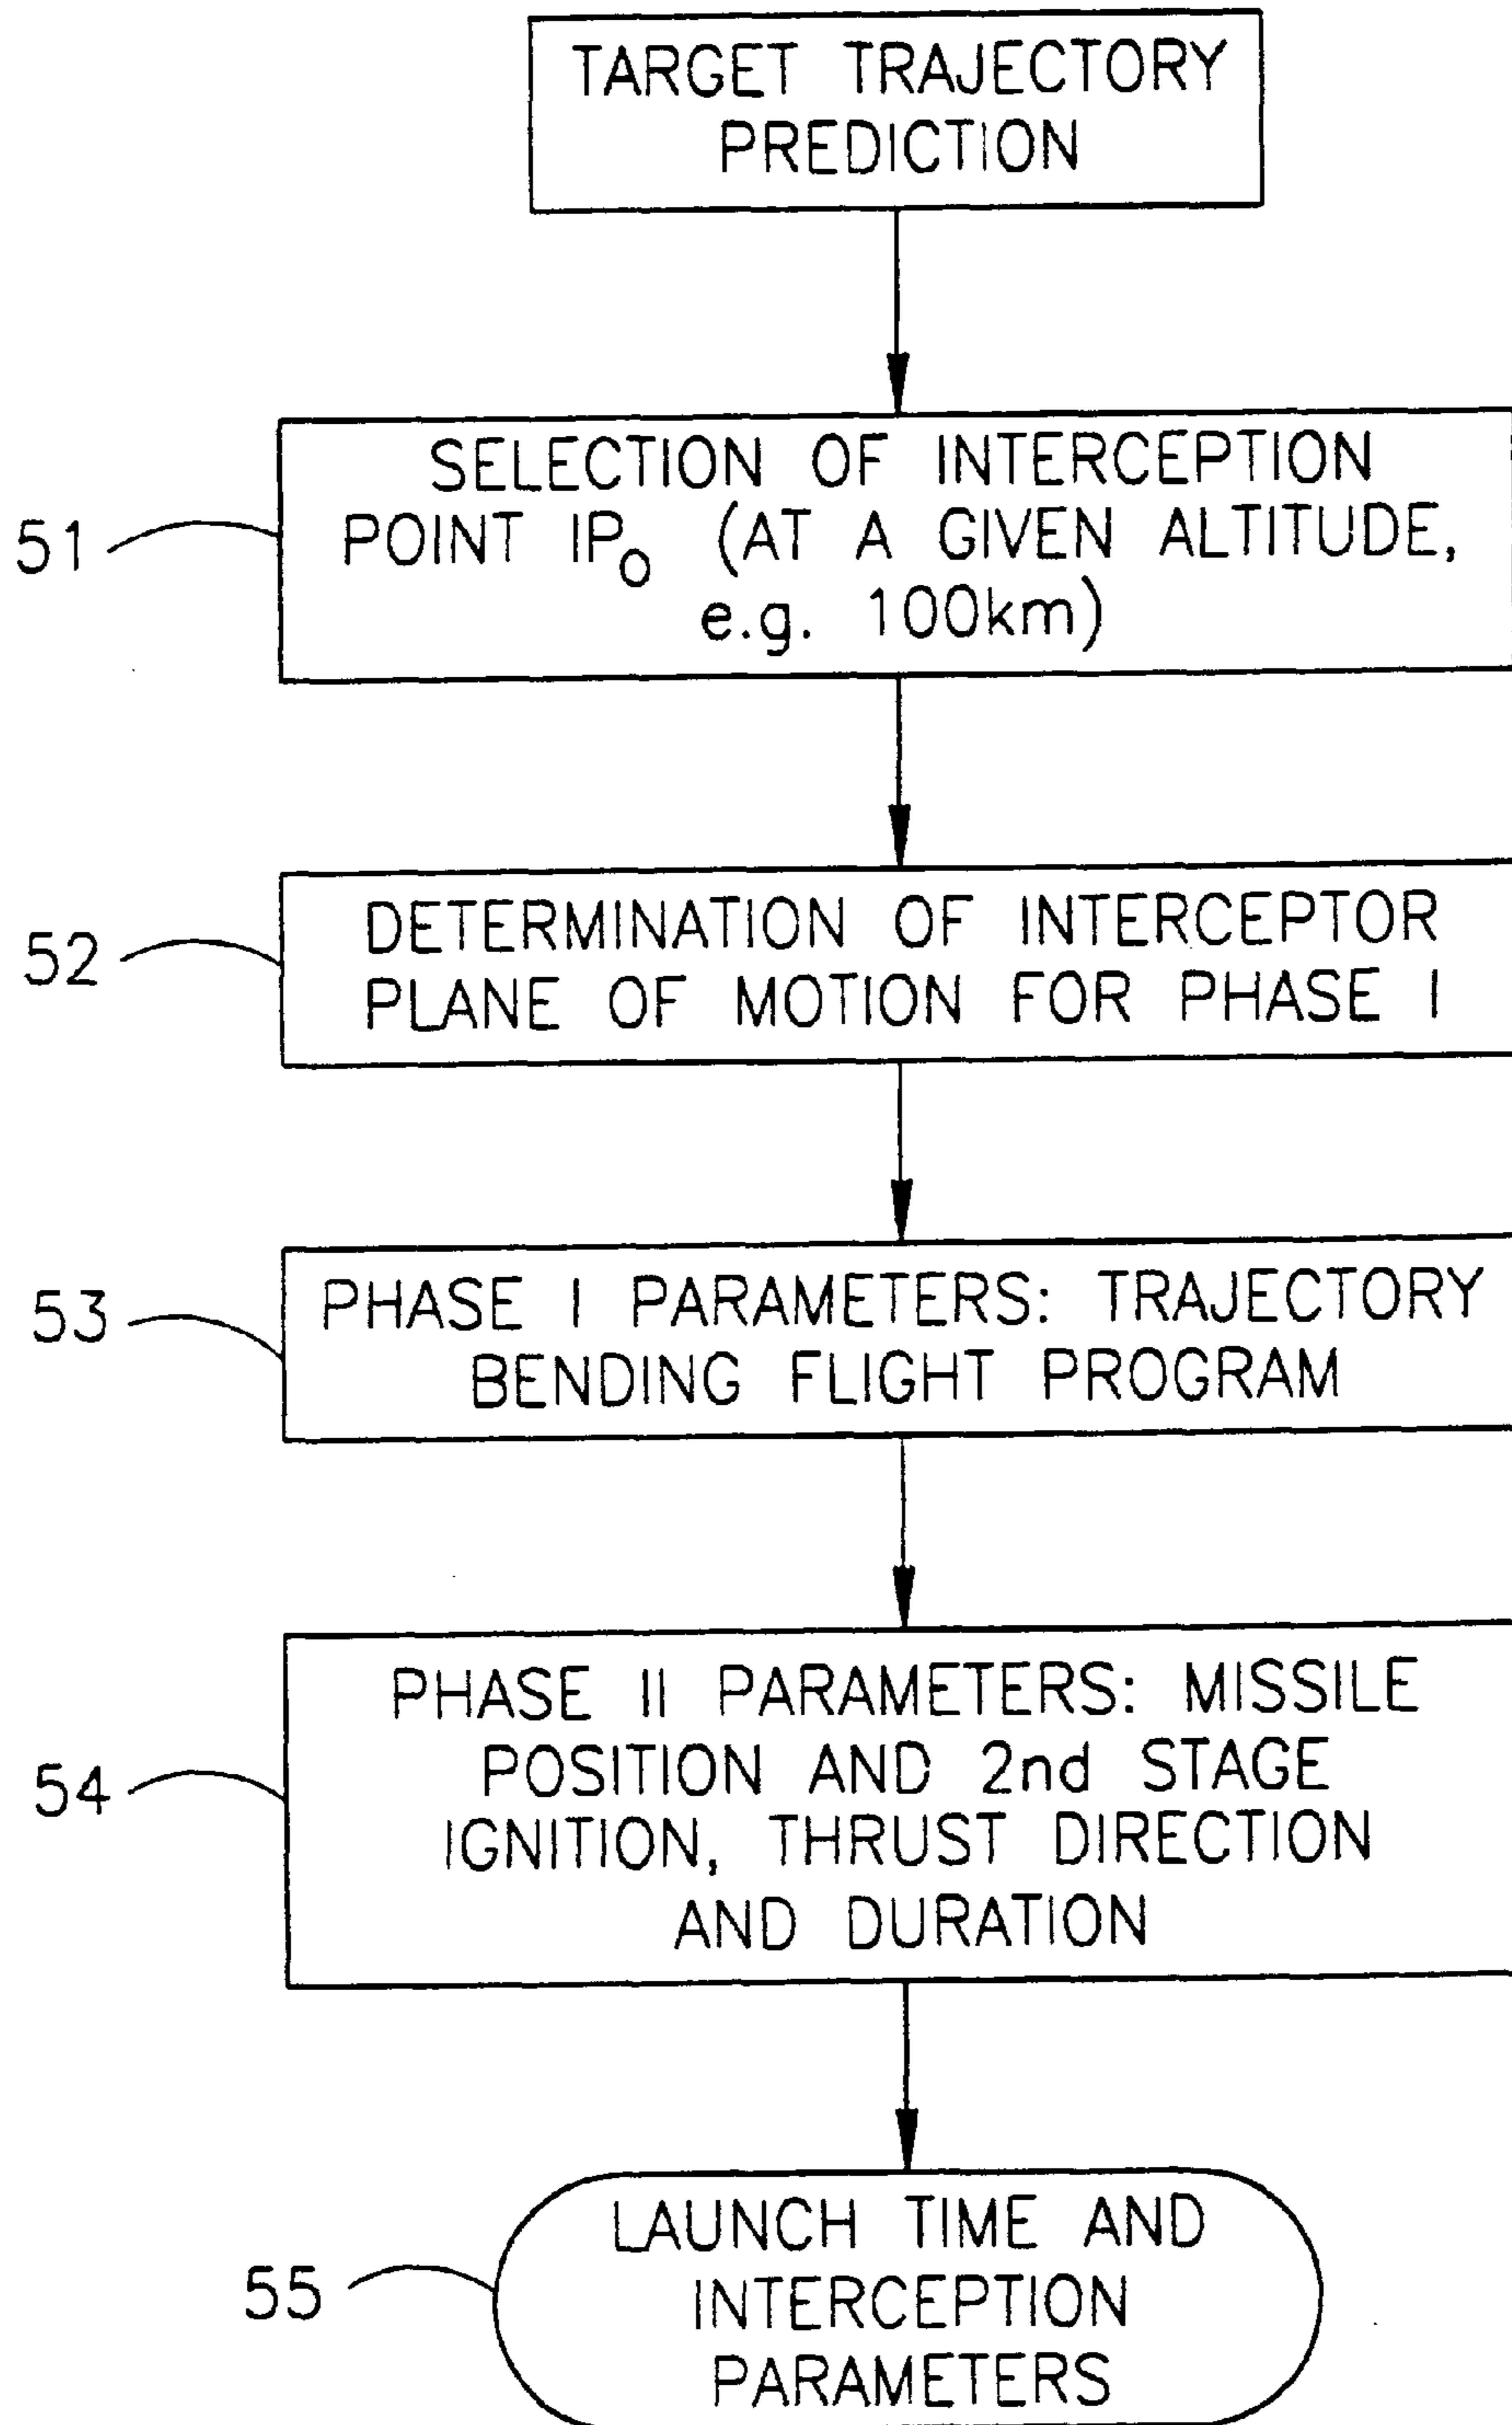 TARGET TRAJECTORY
PREDICTION
51
SELECTION OF INTERCEPTION
POINT IP₀ (AT A GIVEN ALTITUDE,
e.g. 100km)
52
DETERMINATION OF INTERCEPTOR
PLANE OF MOTION FOR PHASE I
53
PHASE I PARAMETERS: TRAJECTORY
BENDING FLIGHT PROGRAM
54
PHASE II PARAMETERS: MISSILE
POSITION AND 2nd STAGE
IGNITION, THRUST DIRECTION
AND DURATION
55
LAUNCH TIME AND
INTERCEPTION
PARAMETERS